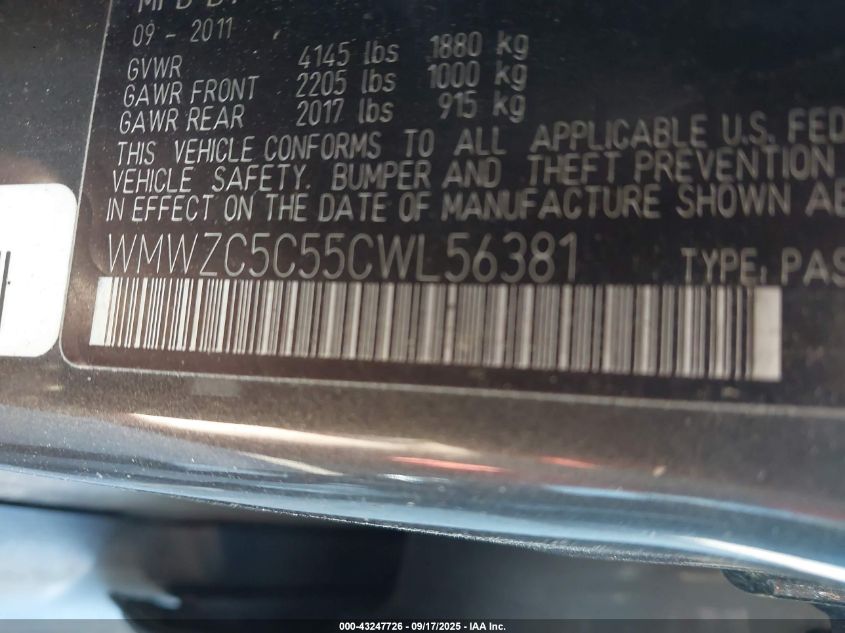 MFD BY
09 - 2011
GVWR 4145 lbs 1880 kg
GAWR FRONT 2205 lbs 1000 kg
GAWR REAR 2017 lbs 915 kg
THIS VEHICLE CONFORMS TO ALL APPLICABLE U.S. FED
VEHICLE SAFETY, BUMPER AND THEFT PREVENTION
IN EFFECT ON THE DATE OF MANUFACTURE SHOWN AB
WMWZC5C55CWL56381 TYPE: PAS
000-43247726 - 09/17/2025 - IAA Inc.